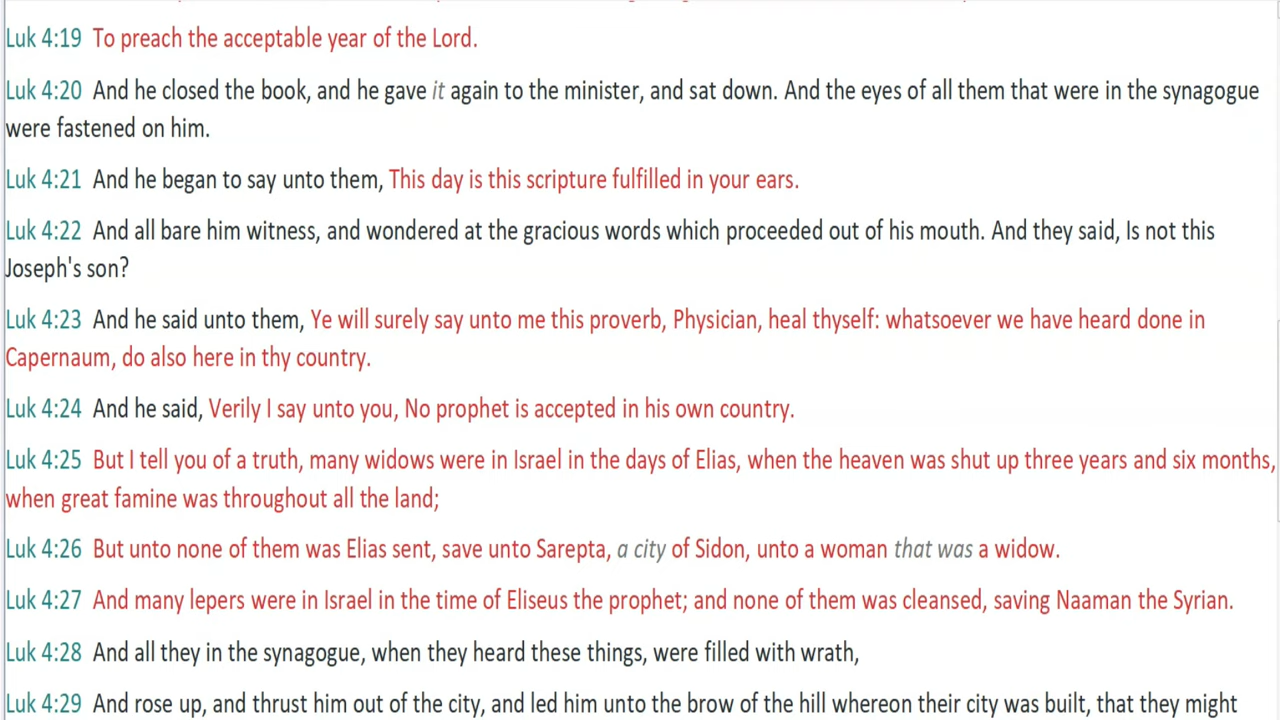 Luk 4:19 To preach the acceptable year of the Lord.
Luk 4:20 And he closed the book, and he gave it again to the minister, and sat down. And the eyes of all them that were in the synagogue
were fastened on him.
Luk 4:21 And he began to say unto them, This day is this scripture fulfilled in your ears.
Luk 4:22 And all bare him witness, and wondered at the gracious words which proceeded out of his mouth. And they said, Is not this
Joseph's son?
Luk 4:23 And he said unto them, Ye will surely say unto me this proverb, Physician, heal thyself: whatsoever we have heard done in
Capernaum, do also here in thy country.
Luk 4:24 And he said, Verily I say unto you, No prophet is accepted in his own country.
Luk 4:25 But I tell you of a truth, many widows were in Israel in the days of Elias, when the heaven was shut up three years and six months,
when great famine was throughout all the land;
Luk 4:26 But unto none of them was Elias sent, save unto Sarepta, a city of Sidon, unto a woman that was a widow.
Luk 4:27 And many lepers were in Israel in the time of Eliseus the prophet; and none of them was cleansed, saving Naaman the Syrian.
Luk 4:28 And all they in the synagogue, when they heard these things, were filled with wrath,
Luk 4:29 And rose up, and thrust him out of the city, and led him unto the brow of the hill whereon their city was built, that they might